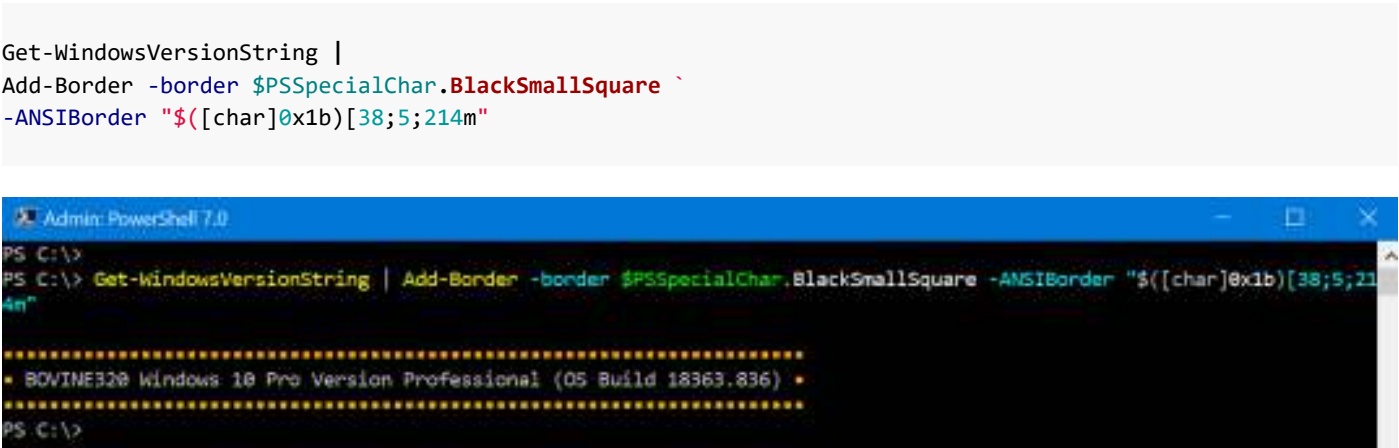 Get-WindowsVersionString |
Add-Border -border $PSSpecialChar.BlackSmallSquare `
-ANSIBorder "$([char]0x1b)[38;5;214m"
Admin: PowerShell 7.0
PS C:\>
PS C:\> Get-WindowsVersionString | Add-Border -border $PSSpecialChar.BlackSmallSquare -ANSIBorder "$([char]0x1b)[38;5;21
4m"
▪ BOVINE320 Windows 10 Pro Version Professional (OS Build 18363.836) ▪
PS C:\>